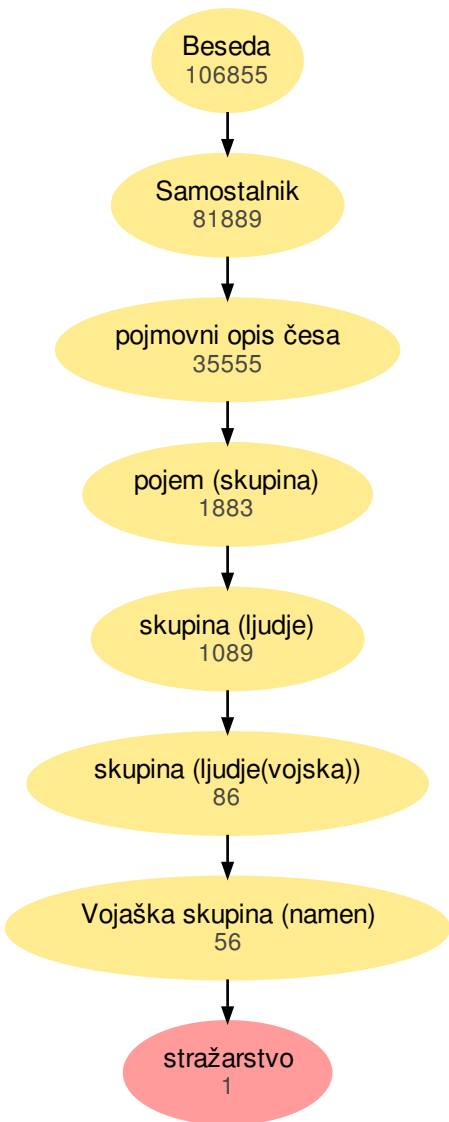 Beseda
106855
Samostalnik
81889
pojmovni opis česa
35555
pojem (skupina)
1883
skupina (ljudje)
1089
skupina (ljudje(vojska))
86
Vojaška skupina (namen)
56
stražarstvo
1